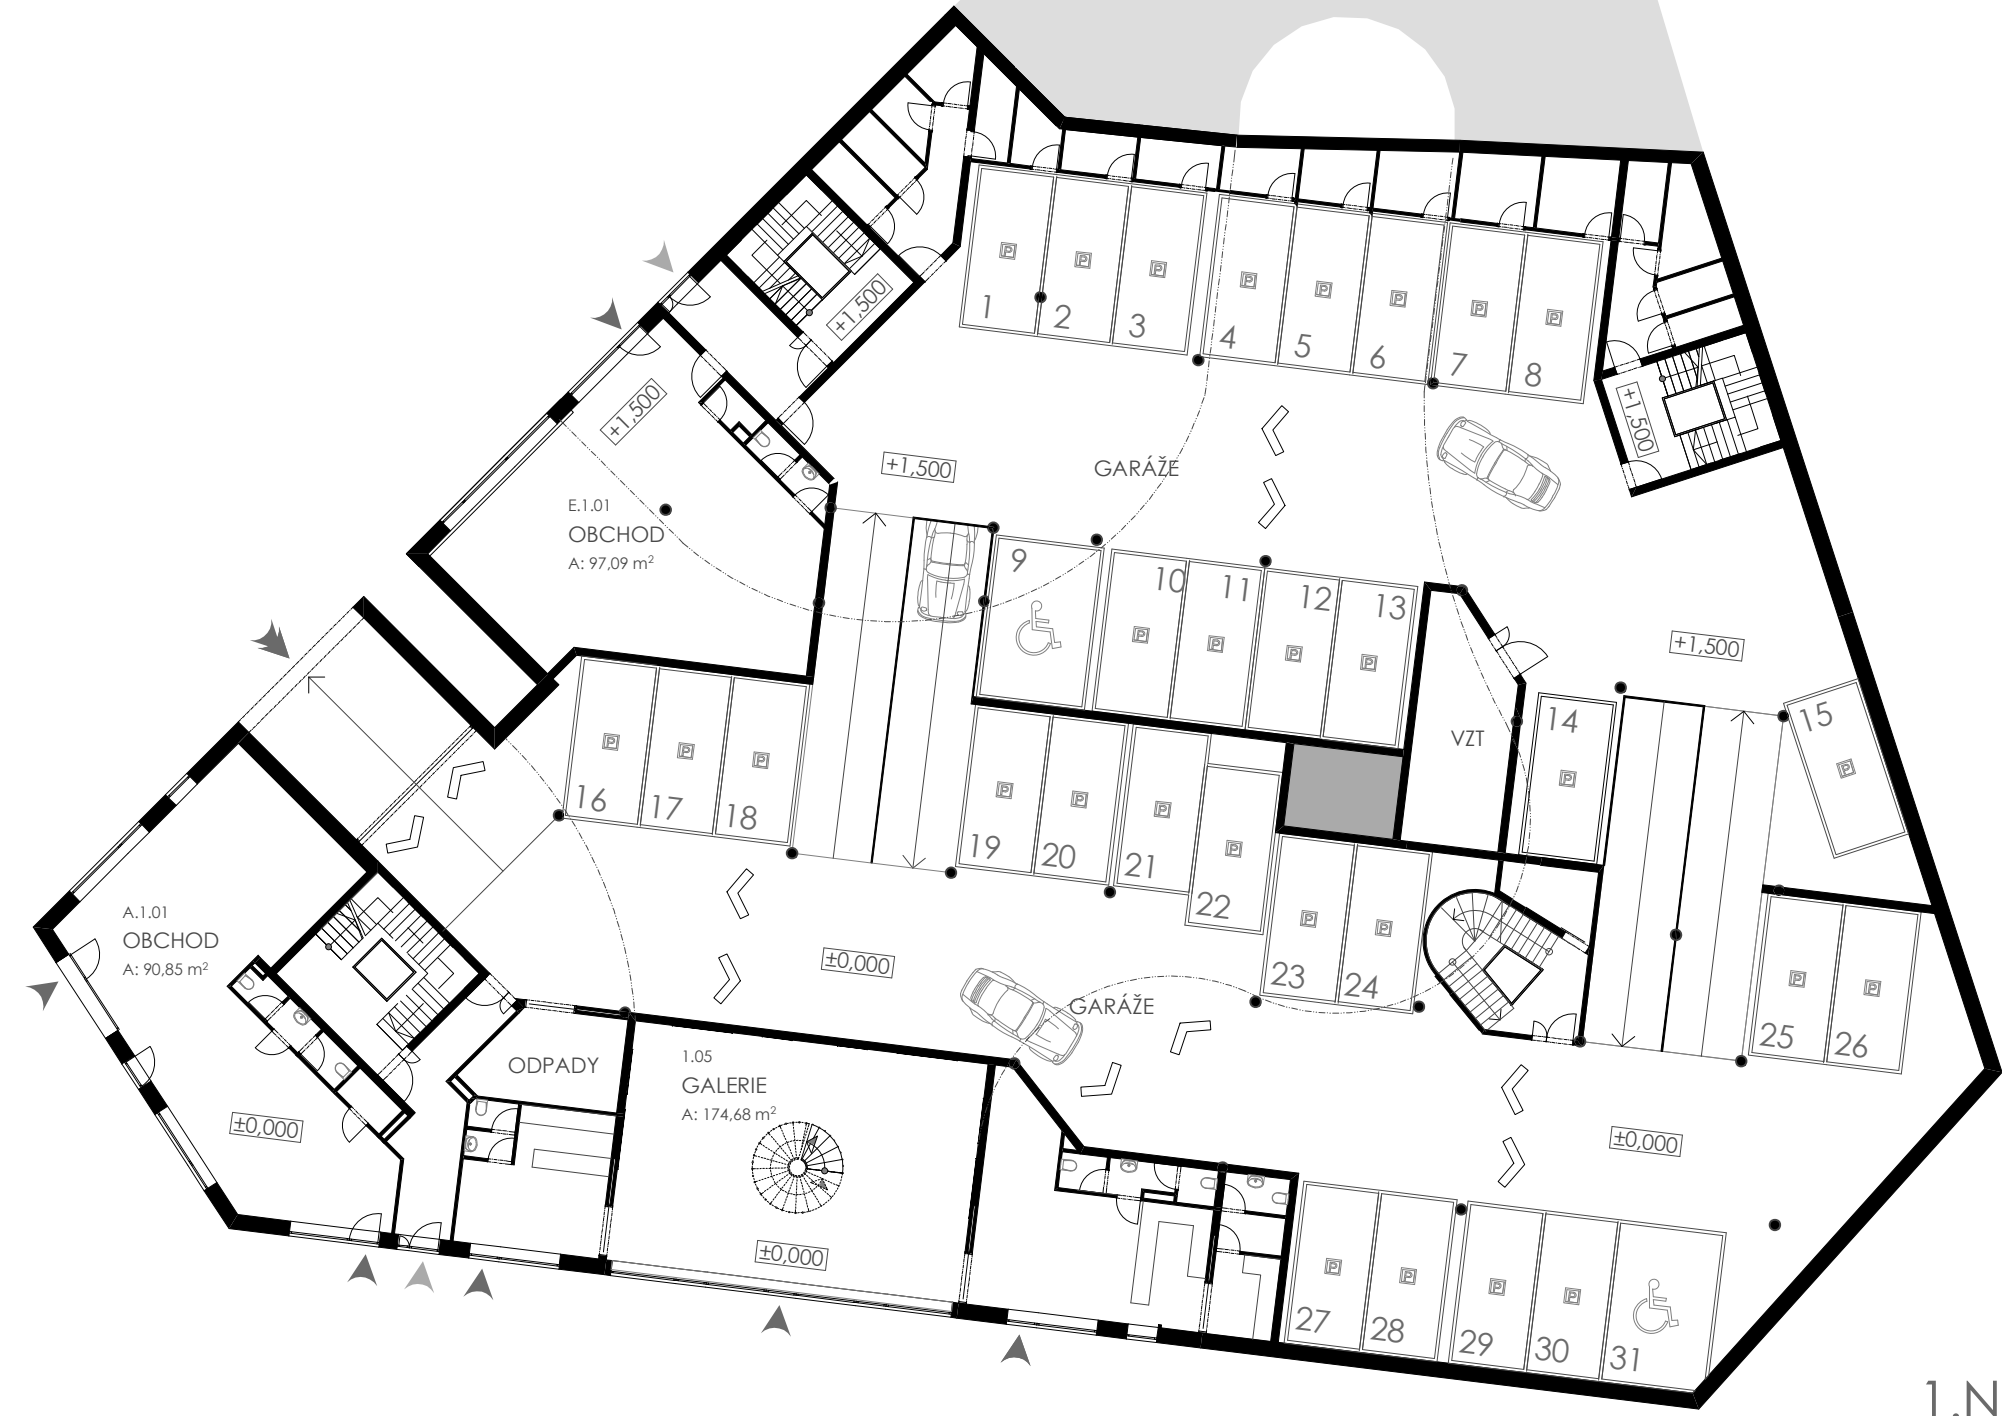 +1,500
+1,500
+1,500
+1,500
+1,500
GARÁŽE
1
2
3
4
5
6
7
8
P
P
P
P
P
P
P
P
E.1.01
OBCHOD
A: 97,09 m²
9
10
11
12
13
P
P
P
P
VZT
14
P
15
P
16
17
18
P
P
P
19
20
21
22
P
P
P
P
23
24
P
P
25
26
P
P
A.1.01
OBCHOD
A: 90,85 m²
±0,000
±0,000
GARÁŽE
ODPADY
1.05
GALERIE
A: 174,68 m²
±0,000
±0,000
27
28
29
30
31
P
P
P
P
1.N